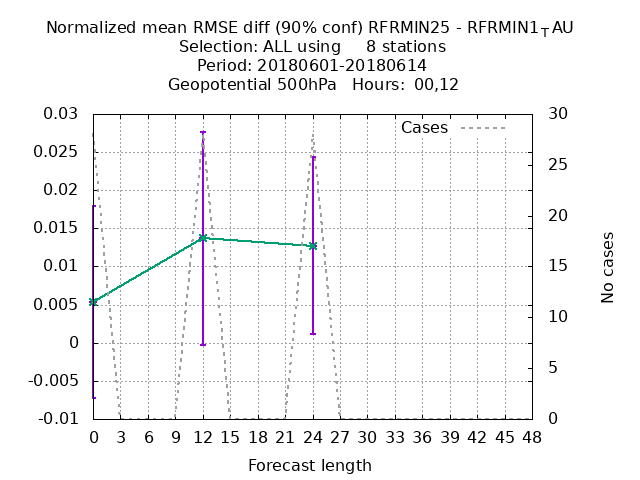 Normalized mean RMSE diff (90% conf) RFRMIN25 - RFRMIN1TAU
Selection: ALL using 8 stations
Period: 20180601-20180614
Geopotential 500hPa Hours: 00,12
Cases
0.03
0.025
0.02
0.015
0.01
0.005
0
-0.005
-0.01
30
25
20
15
10
5
0
No cases
0 3 6 9 12 15 18 21 24 27 30 33 36 39 42 45 48
Forecast length